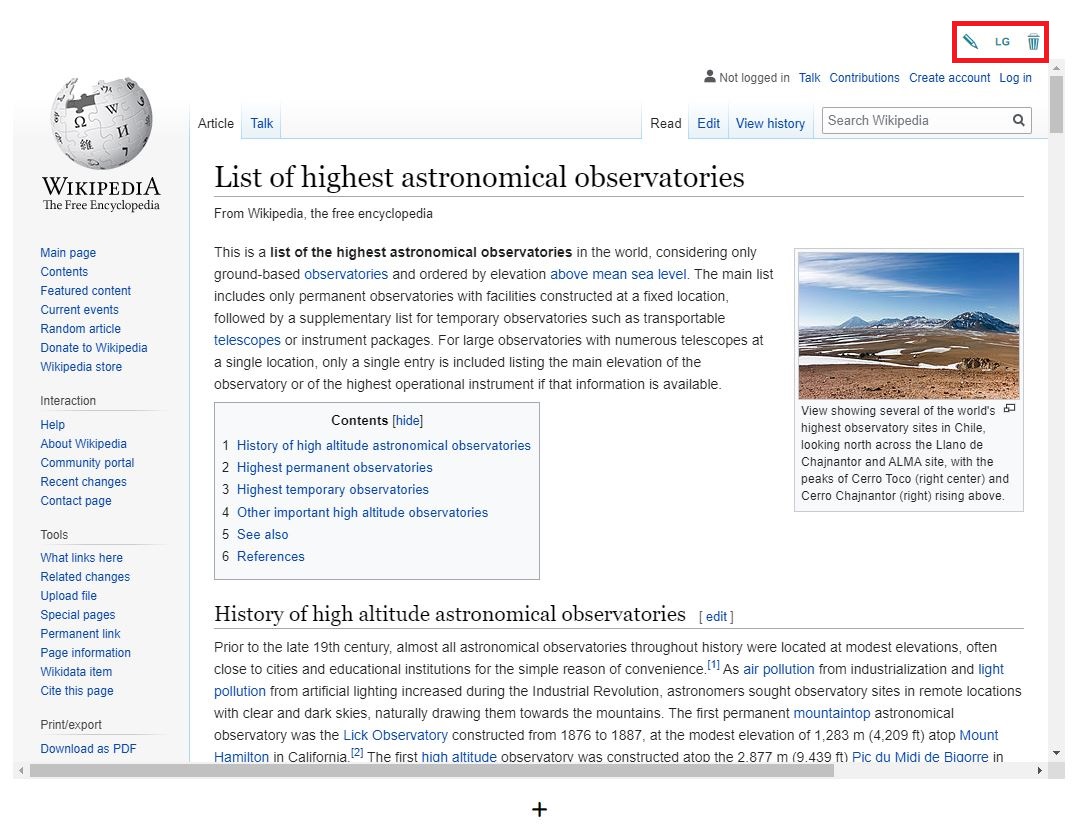 LG
Not logged in Talk Contributions Create account Log in
Article Talk Read Edit View history Search Wikipedia
WIKIPEDIA
The Free Encyclopedia
Main page
Contents
Featured content
Current events
Random article
Donate to Wikipedia
Wikipedia store
Interaction
Help
About Wikipedia
Community portal
Recent changes
Contact page
Tools
What links here
Related changes
Upload file
Special pages
Permanent link
Page information
Wikidata item
Cite this page
Print/export
Download as PDF
List of highest astronomical observatories
From Wikipedia, the free encyclopedia
This is a list of the highest astronomical observatories in the world, considering only
ground-based observatories and ordered by elevation above mean sea level. The main list
includes only permanent observatories with facilities constructed at a fixed location,
followed by a supplementary list for temporary observatories such as transportable
telescopes or instrument packages. For large observatories with numerous telescopes at
a single location, only a single entry is included listing the main elevation of the
observatory or of the highest operational instrument if that information is available.
View showing several of the world's
highest observatory sites in Chile,
looking north across the Llano de
Chajnantor and ALMA site, with the
peaks of Cerro Toco (right center) and
Cerro Chajnantor (right) rising above.
Contents [hide]
1 History of high altitude astronomical observatories
2 Highest permanent observatories
3 Highest temporary observatories
4 Other important high altitude observatories
5 See also
6 References
History of high altitude astronomical observatories [ edit ]
Prior to the late 19th century, almost all astronomical observatories throughout history were located at modest elevations, often
close to cities and educational institutions for the simple reason of convenience.[1] As air pollution from industrialization and light
pollution from artificial lighting increased during the Industrial Revolution, astronomers sought observatory sites in remote locations
with clear and dark skies, naturally drawing them towards the mountains. The first permanent mountaintop astronomical
observatory was the Lick Observatory constructed from 1876 to 1887, at the modest elevation of 1,283 m (4,209 ft) atop Mount
Hamilton in California.[2] The first high altitude observatory was constructed atop the 2,877 m (9,439 ft) Pic du Midi de Bigorre in